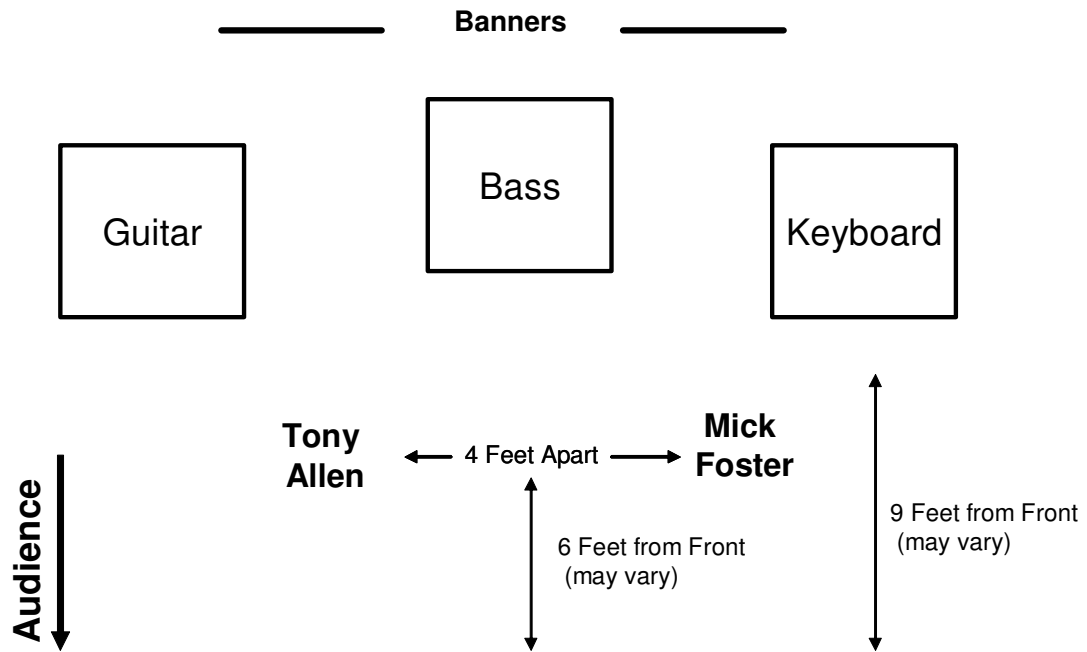 Banners
Bass
Guitar
Keyboard
Tony
Allen
4 Feet Apart
Mick
Foster
Audience
6 Feet from Front
(may vary)
9 Feet from Front
(may vary)